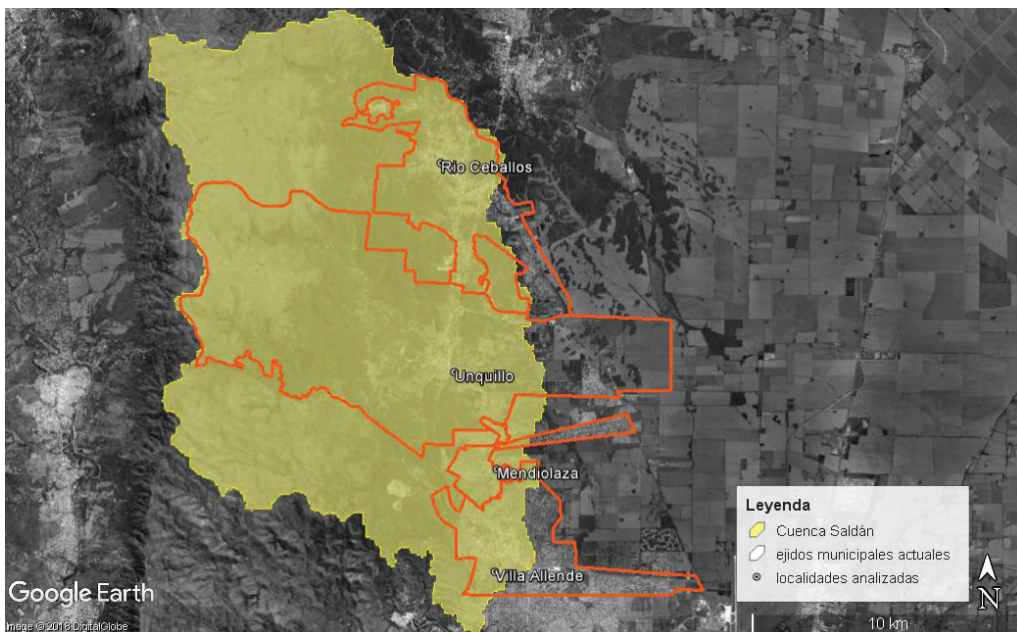 Río Ceballos
Unquillo
Mendiolaza
Villa Allende
Leyenda
Cuenca Saldán
ejidos municipales actuales
localidades analizadas
Google Earth
Image © 2018 DigitalGlobe
N
10 km